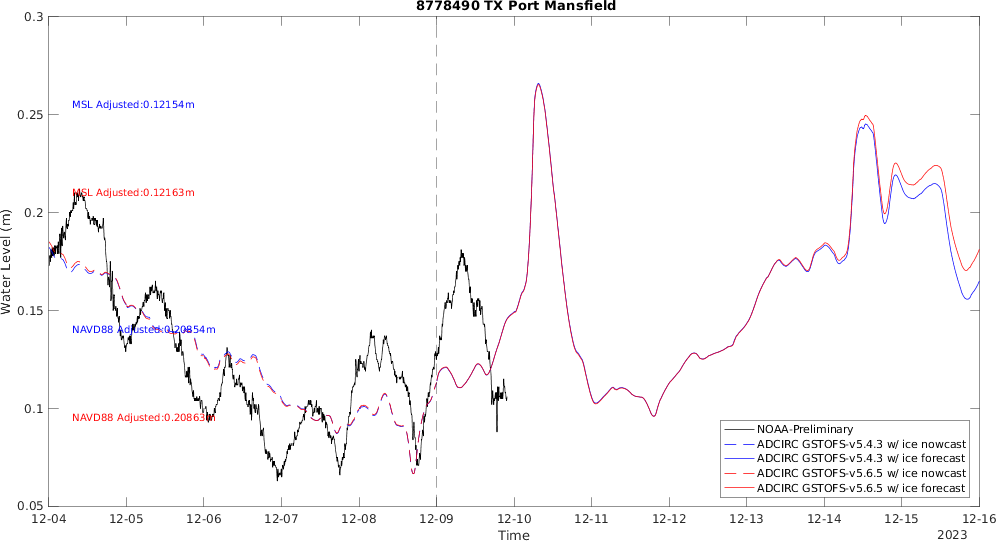 8778490 TX Port Mansfield
Water Level (m)
0.3
0.25
0.2
0.15
0.1
0.05
MSL Adjusted:0.12154m
MSL Adjusted:0.12163m
NAVD88 Adjusted:0.20854m
NAVD88 Adjusted:0.20863m
NOAA-Preliminary
ADCIRC GSTOFS-v5.4.3 w/ ice nowcast
ADCIRC GSTOFS-v5.4.3 w/ ice forecast
ADCIRC GSTOFS-v5.6.5 w/ ice nowcast
ADCIRC GSTOFS-v5.6.5 w/ ice forecast
12-04 12-05 12-06 12-07 12-08 12-09 12-10 12-11 12-12 12-13 12-14 12-15 12-16
Time
2023